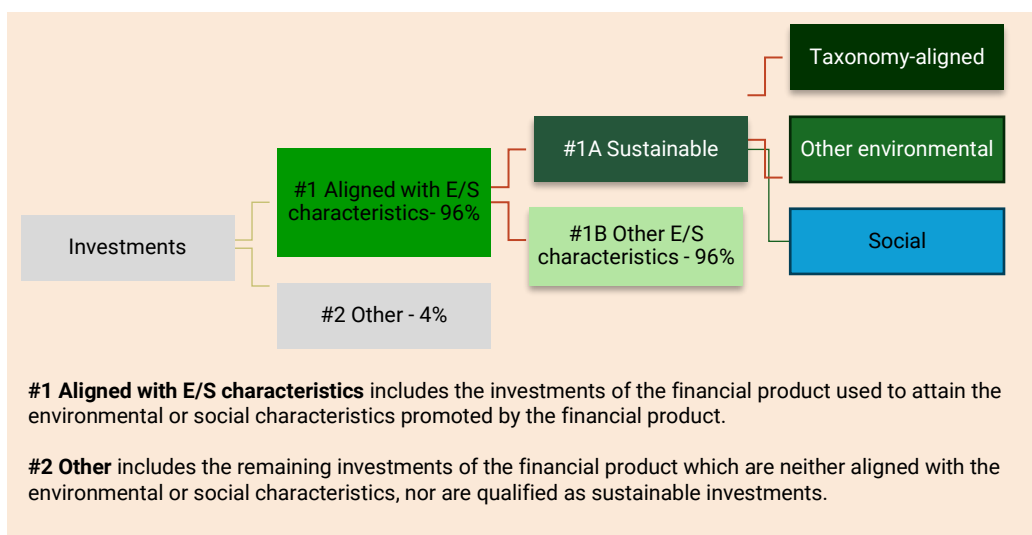 Taxonomy-aligned
#1A Sustainable
Other environmental
#1 Aligned with E/S
characteristics- 96%
Investments
#1B Other E/S
characteristics - 96%
Social
#2 Other - 4%
#1 Aligned with E/S characteristics includes the investments of the financial product used to attain the
environmental or social characteristics promoted by the financial product.
#2 Other includes the remaining investments of the financial product which are neither aligned with the
environmental or social characteristics, nor are qualified as sustainable investments.